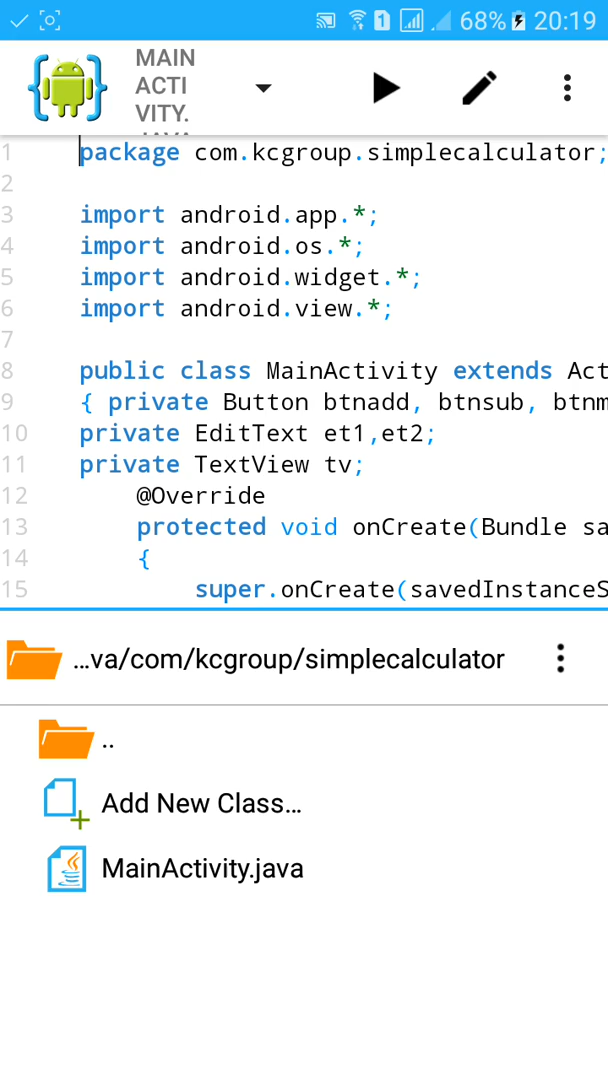 68% 20:19
MAIN
ACTI
VITY.
1 package com.kcgroup.simplecalculator;
2
3 import android.app.*;
4 import android.os.*;
5 import android.widget.*;
6 import android.view.*;
7
8 public class MainActivity extends Act
9 { private Button btnadd, btnsub, btnm
10 private EditText et1,et2;
11 private TextView tv;
12 @Override
13 protected void onCreate(Bundle sa
14 {
15 super.onCreate(savedInstanceS
…va/com/kcgroup/simplecalculator
..
Add New Class…
MainActivity.java